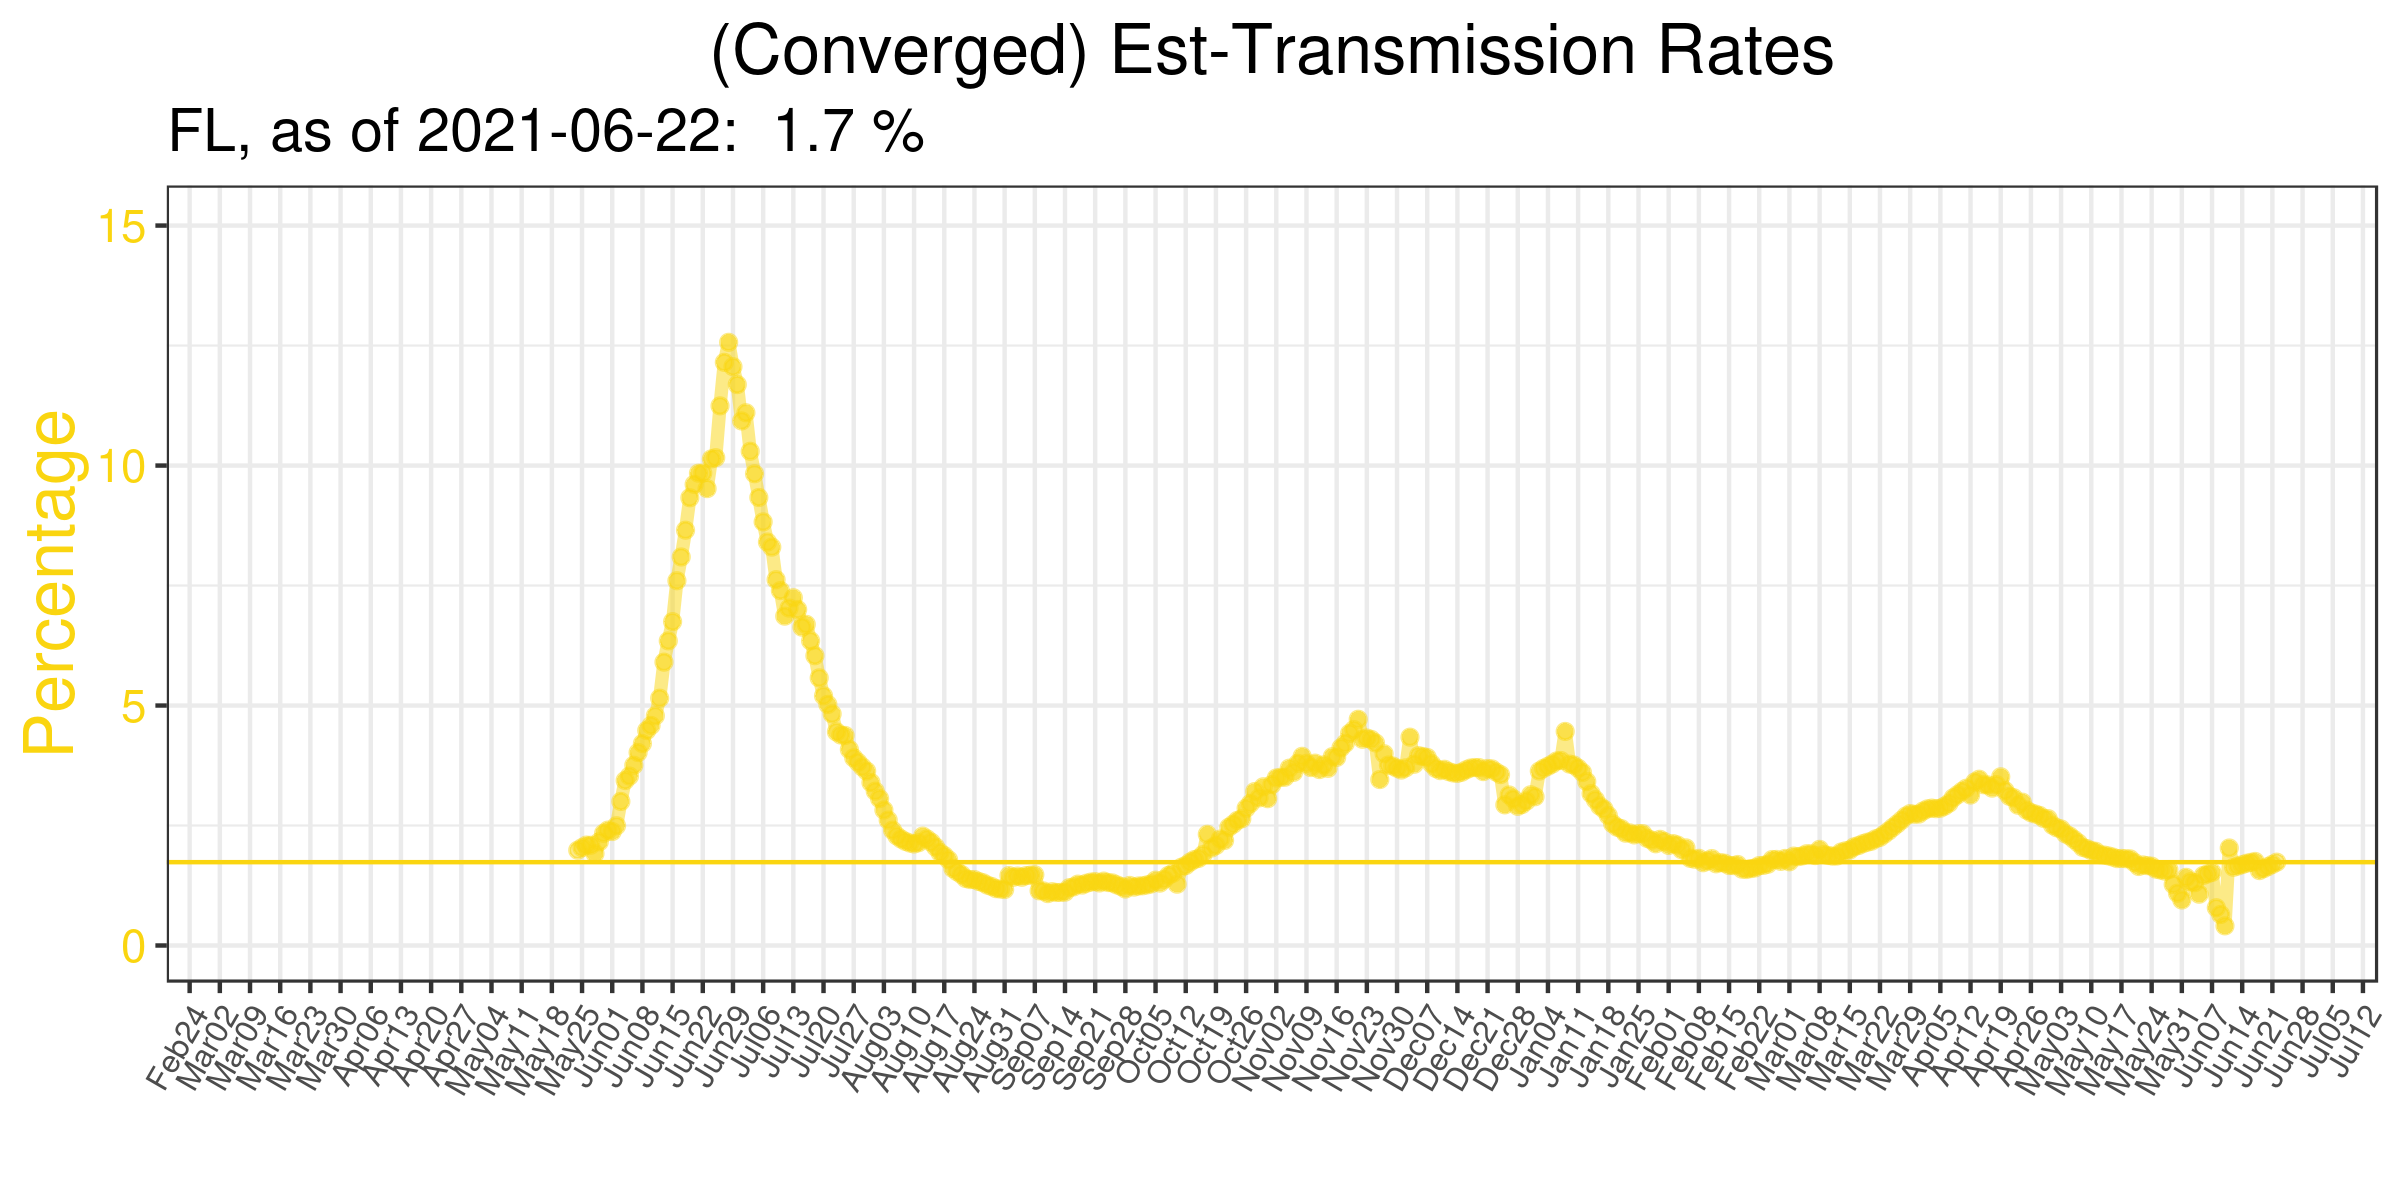 (Converged) Est-Transmission Rates
FL, as of 2021-06-22: 1.7 %
Percentage
15
10
5
0
Feb24
Mar02
Mar09
Mar16
Mar23
Mar30
Apr06
Apr13
Apr20
Apr27
May04
May11
May18
May25
Jun01
Jun08
Jun15
Jun22
Jun29
Jul06
Jul13
Jul20
Jul27
Aug03
Aug10
Aug17
Aug24
Aug31
Sep07
Sep14
Sep21
Sep28
Oct05
Oct12
Oct19
Oct26
Nov02
Nov09
Nov16
Nov23
Nov30
Dec07
Dec14
Dec21
Dec28
Jan04
Jan11
Jan18
Jan25
Feb01
Feb08
Feb15
Feb22
Mar01
Mar08
Mar15
Mar22
Mar29
Apr05
Apr12
Apr19
Apr26
May03
May10
May17
May24
May31
Jun07
Jun14
Jun21
Jun28
Jul05
Jul12